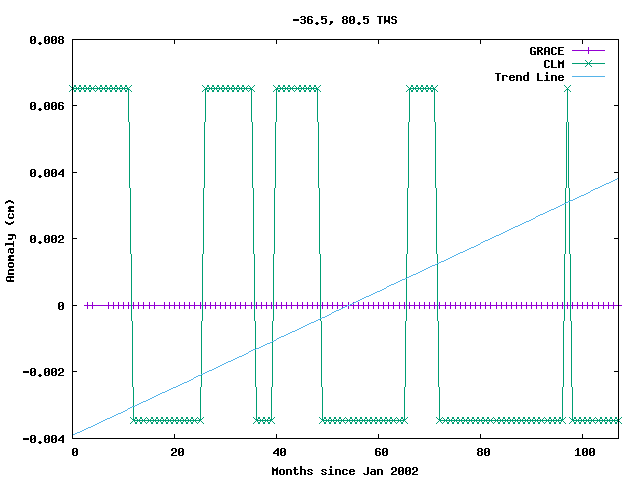 -36.5, 80.5 TWS
0.008
0.006
0.004
0.002
0
-0.002
-0.004
Anomaly (cm)
GRACE
CLM
Trend Line
0 20 40 60 80 100
Months since Jan 2002